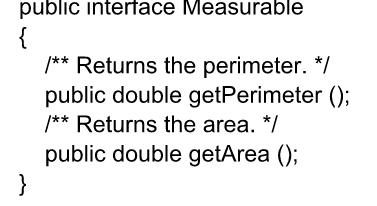 public interface Measurable
{
/** Returns the perimeter. */
public double getPerimeter ();
/** Returns the area. */
public double getArea ();
}